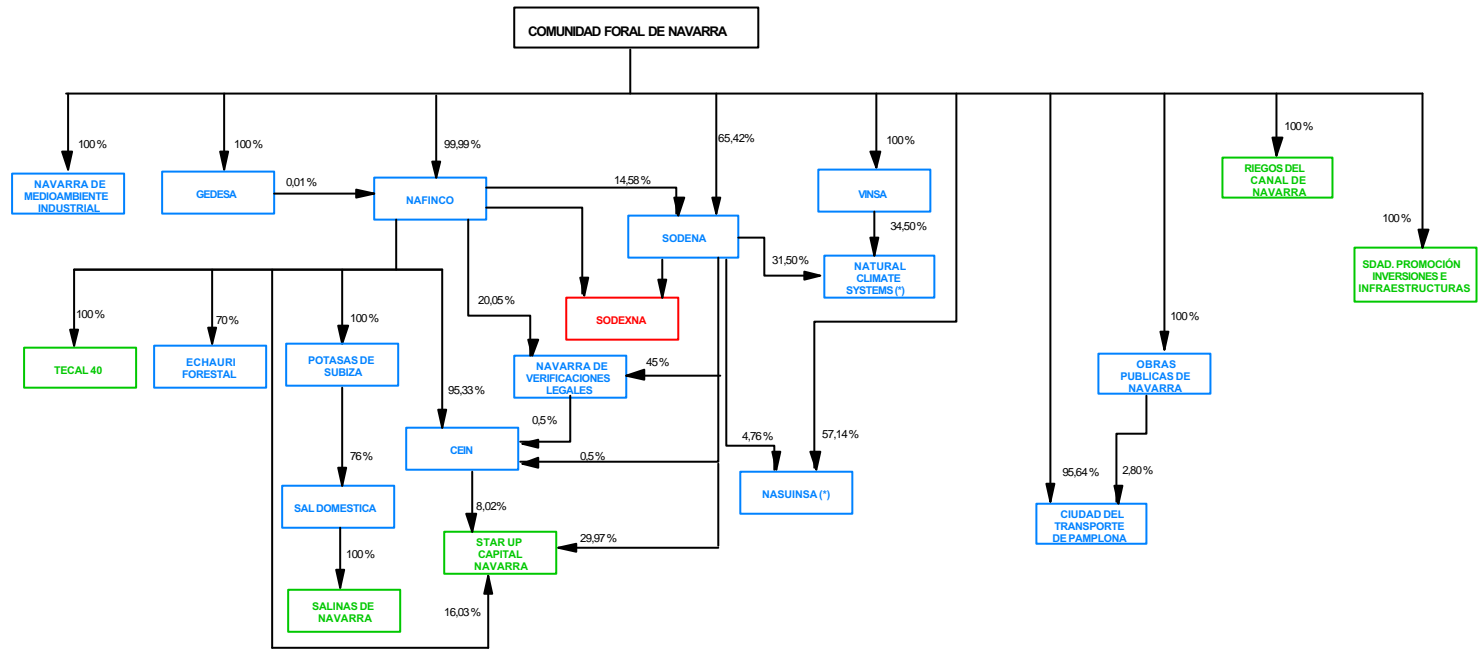 COMUNIDAD FORAL DE NAVARRA
65,42%
100 %
100 %
99,99 %
100 %
100 %
NAVARRA DE
MEDIOAMBIENTE
INDUSTRIAL
GEDESA
0,01 %
NAFINCO
14,58 %
VINSA
RIEGOS DEL
CANAL DE
NAVARRA
100 %
34,50 %
SODENA
31,50 %
NATURAL
CLIMATE
SYSTEMS (*)
SDAD. PROMOCIÓN
INVERSIONES E
INFRAESTRUCTURAS
20,05 %
SODEXNA
100 %
70 %
100 %
100 %
TECAL 40
ECHAURI
FORESTAL
POTASAS DE
SUBIZA
95,33%
NAVARRA DE
VERIFICACIONES
LEGALES
45 %
OBRAS
PUBLICAS DE
NAVARRA
0,5 %
CEIN
0,5%
4,76 %
57,14 %
76 %
95,64 %
2,80 %
SAL DOMESTICA
8,02%
NASUINSA (*)
CIUDAD DEL
TRANSPORTE
DE PAMPLONA
100 %
STAR UP
CAPITAL
NAVARRA
29,97 %
SALINAS DE
NAVARRA
16,03 %